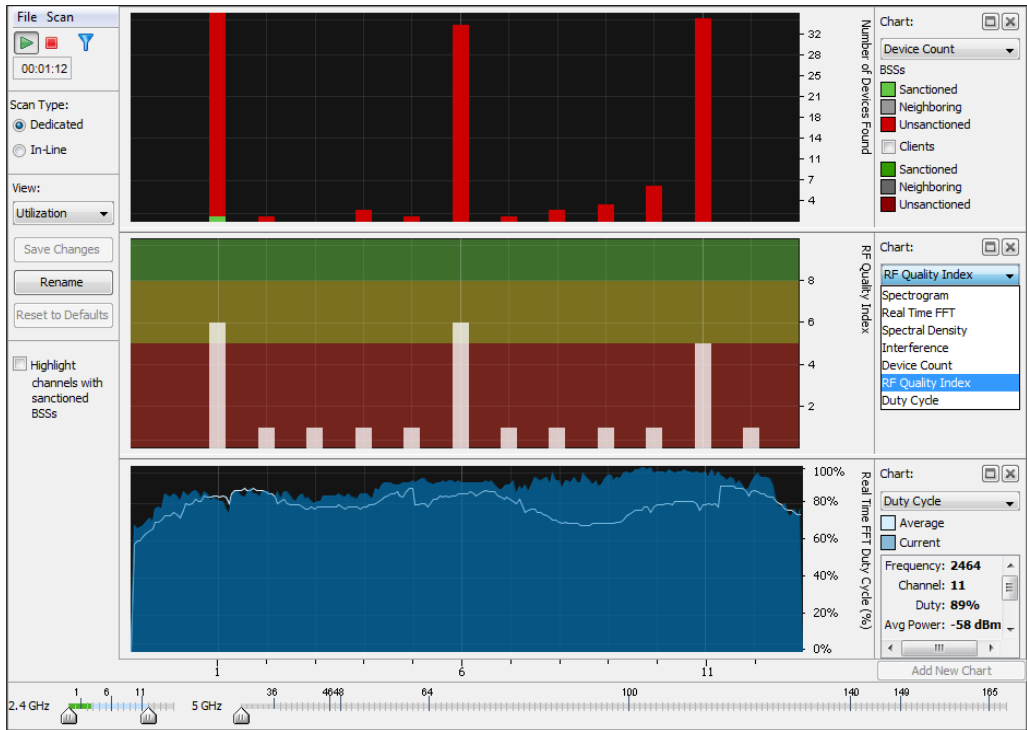 File Scan
00:01:12
Scan Type:
Dedicated
In-Line
View:
Utilization
Save Changes
Rename
Reset to Defaults
Highlight
channels with
sanctioned
BSSs
32
28
25
21
18
14
11
7
4
Number of Devices Found
Chart:
Device Count
BSSs
Sanctioned
Neighboring
Unsanctioned
Clients
Sanctioned
Neighboring
Unsanctioned
8
6
4
2
RF Quality Index
Chart:
RF Quality Index
Spectrogram
Real Time FFT
Spectral Density
Interference
Device Count
RF Quality Index
Duty Cycle
100%
80%
60%
40%
20%
0%
Real Time FFT Duty Cycle (%)
Chart:
Duty Cycle
Average
Current
Frequency: 2464
Channel: 11
Duty: 89%
Avg Power: -58 dBm
1 6 11
Add New Chart
2.4 GHz 1 6 11
5 GHz 36 4648 64 100 140 149 165